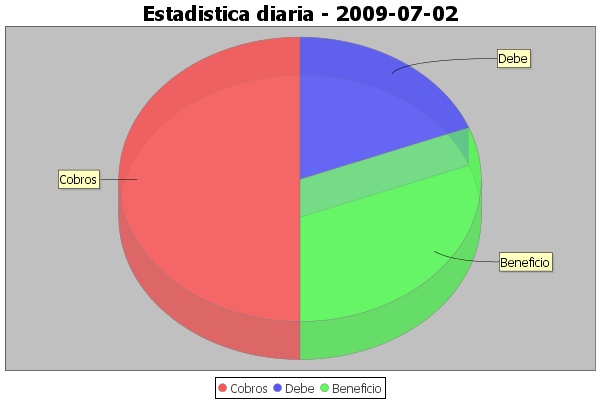 Estadistica diaria - 2009-07-02
Debe
Cobros
Beneficio
Cobros Debe Beneficio